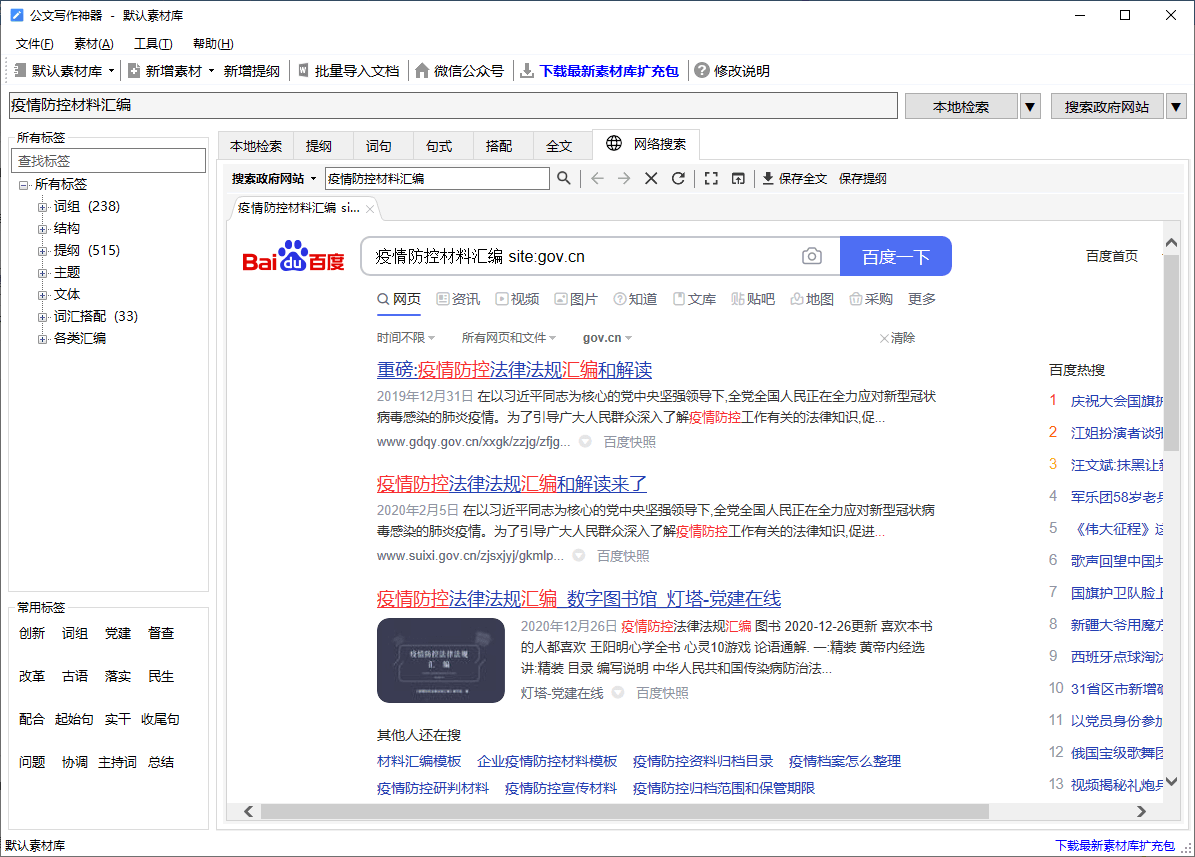 公文写作神器 - 默认素材库
文件(F) 素材(A) 工具(T) 帮助(H)
默认素材库 新增素材 新增提纲 批量导入文档 微信公众号 下载最新素材库扩充包 修改说明
疫情防控材料汇编 本地检索 搜索政府网站
所有标签
查找标签
所有标签
词组 (238)
结构
提纲 (515)
主题
文体
词汇搭配 (33)
各类汇编
常用标签
创新 词组 党建 督查
改革 古语 落实 民生
配合 起始句 实干 收尾句
问题 协调 主持词 总结
本地检索 提纲 词句 句式 搭配 全文 网络搜索
搜索政府网站 疫情防控材料汇编 保存全文 保存提纲
疫情防控材料汇编 si...
Bai du 百度 疫情防控材料汇编 site:gov.cn 百度一下 百度首页
网页 资讯 视频 图片 知道 文库 贴吧 地图 采购 更多
时间不限 所有网页和文件 gov.cn 清除
重磅:疫情防控法律法规汇编和解读
2019年12月31日 在以习近平同志为核心的党中央坚强领导下,全党全国人民正在全力应对新型冠状
病毒感染的肺炎疫情。为了引导广大人民群众深入了解疫情防控工作有关的法律知识,促...
www.gdqy.gov.cn/xxgk/zzjg/zfjg... 百度快照
疫情防控法律法规汇编和解读来了
2020年2月5日 在以习近平同志为核心的党中央坚强领导下,全党全国人民正在全力应对新型冠状病
毒感染的肺炎疫情。为了引导广大人民群众深入了解疫情防控工作有关的法律知识,促进...
www.suixi.gov.cn/zjsxjyj/gkmlp... 百度快照
疫情防控法律法规汇编_数字图书馆_灯塔-党建在线
疫情防控法律法规
汇 编
2020年12月26日 疫情防控法律法规汇编 图书 2020-12-26更新 喜欢本书
的人都喜欢 王阳明心学全书 心灵10游戏 论语通解. 一:精装 黄帝内经选
讲:精装 目录 编写说明 中华人民共和国传染病防治法...
灯塔-党建在线 百度快照
其他人还在搜
材料汇编模板 企业疫情防控材料模板 疫情防控资料归档目录 疫情档案怎么整理
疫情防控研判材料 疫情防控宣传材料 疫情防控归档范围和保管期限
百度热搜
1 庆祝大会国旗护
2 江姐扮演者谈张
3 汪文斌:抹黑让新
4 军乐团58岁老兵
5 《伟大征程》这
6 歌声回望中国共
7 国旗护卫队脸上
8 新疆大爷用魔方
9 西班牙点球淘汰
10 31省区市新增确
11 以党员身份参加
12 俄国宝级歌舞团
13 视频揭秘礼炮兵
默认素材库 下载最新素材库扩充包